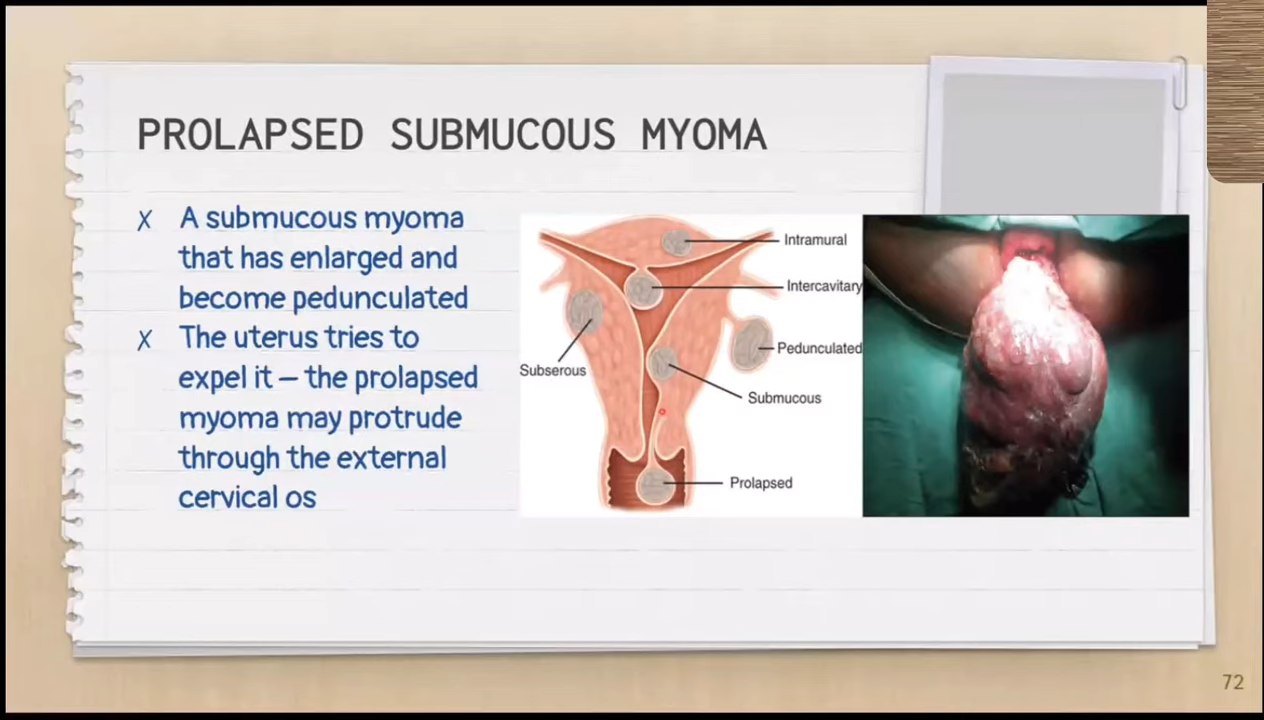 PROLAPSED SUBMUCOUS MYOMA
X A submucous myoma
that has enlarged and
become pedunculated
X The uterus tries to
expel it – the prolapsed
myoma may protrude
through the external
cervical os
Intramural
Intercavitary
Pedunculated
Subserous
Submucous
Prolapsed
72